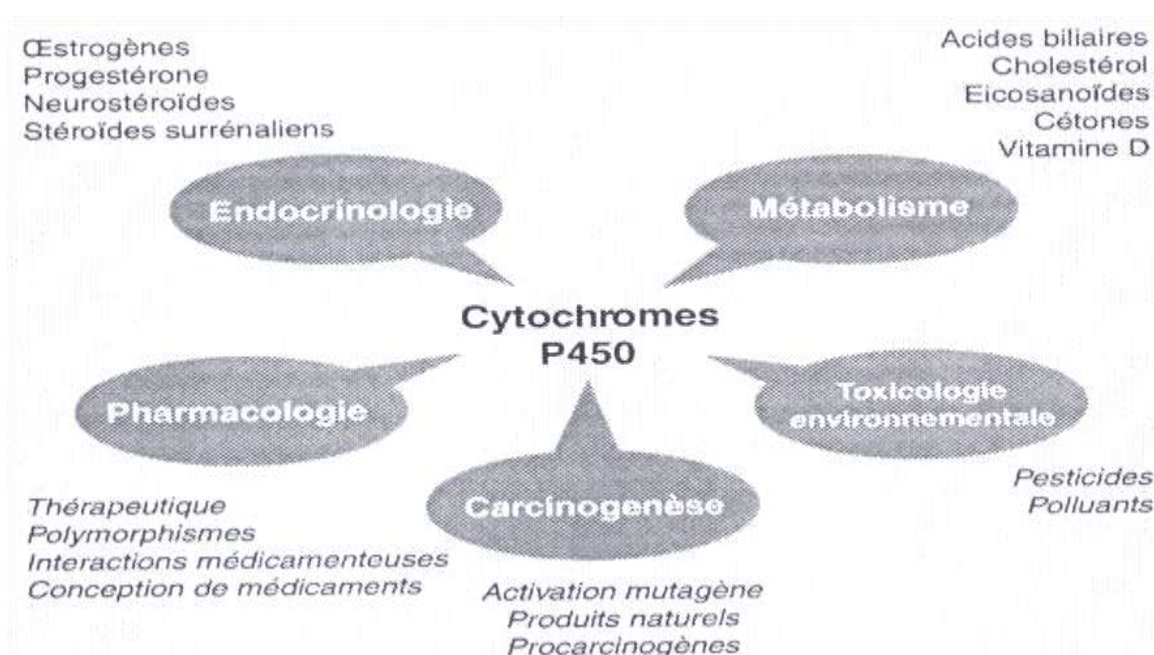 Œstrogènes
Progestérone
Neurostéroïdes
Stéroïdes surrénaliens
Acides biliaires
Cholestérol
Eicosanoïdes
Cétones
Vitamine D
Endocrinologie
Métabolisme
Cytochromes
P450
Pharmacologie
Toxicologie
environnementale
Carcinogenèse
Thérapeutique
Polymorphismes
Interactions médicamenteuses
Conception de médicaments
Pesticides
Polluants
Activation mutagène
Produits naturels
Procarcinogènes